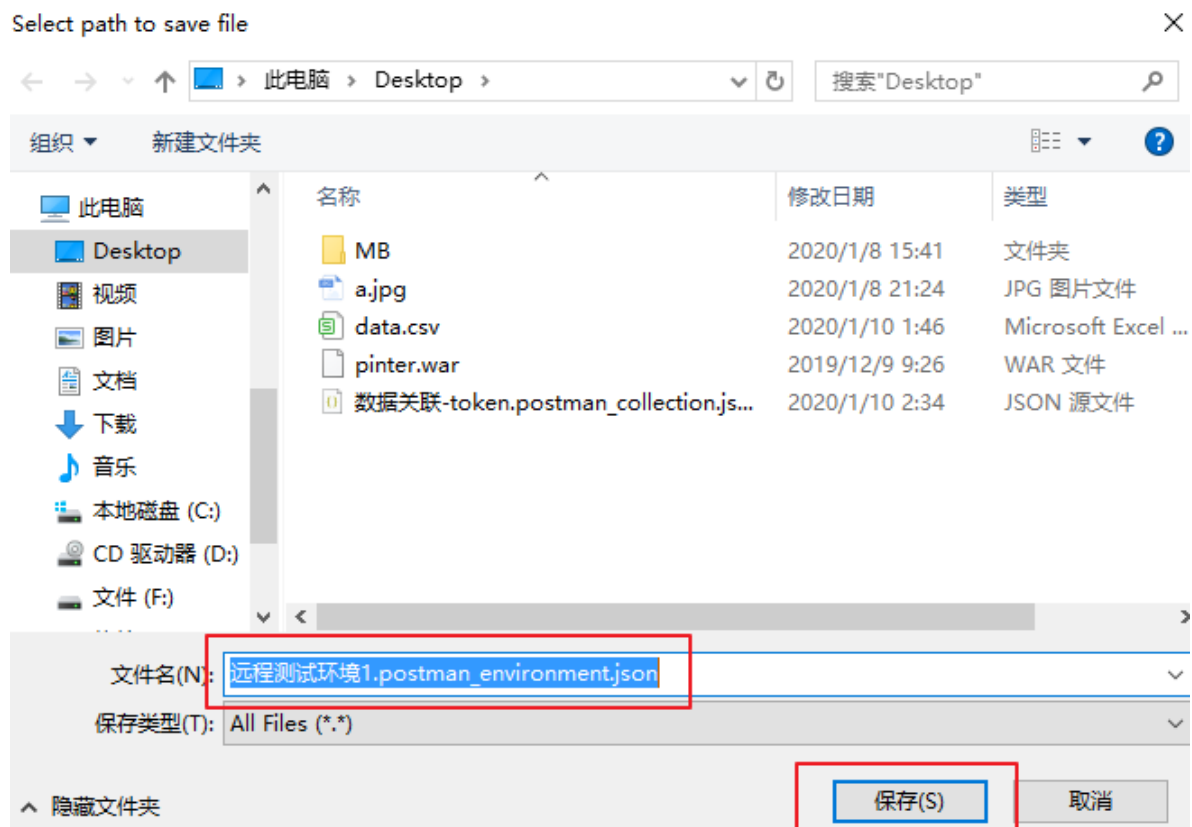 Select path to save file
此电脑 > Desktop >
搜索"Desktop"
组织 新建文件夹
名称 修改日期 类型
此电脑
Desktop
视频
图片
文档
下载
音乐
本地磁盘 (C:)
CD 驱动器 (D:)
文件 (F:)
MB 2020/1/8 15:41 文件夹
a.jpg 2020/1/8 21:24 JPG 图片文件
data.csv 2020/1/10 1:46 Microsoft Excel ...
pinter.war 2019/12/9 9:26 WAR 文件
数据关联-token.postman_collection.js... 2020/1/10 2:34 JSON 源文件
文件名(N): 远程测试环境1.postman_environment.json
保存类型(T): All Files (*.*)
隐藏文件夹 保存(S) 取消